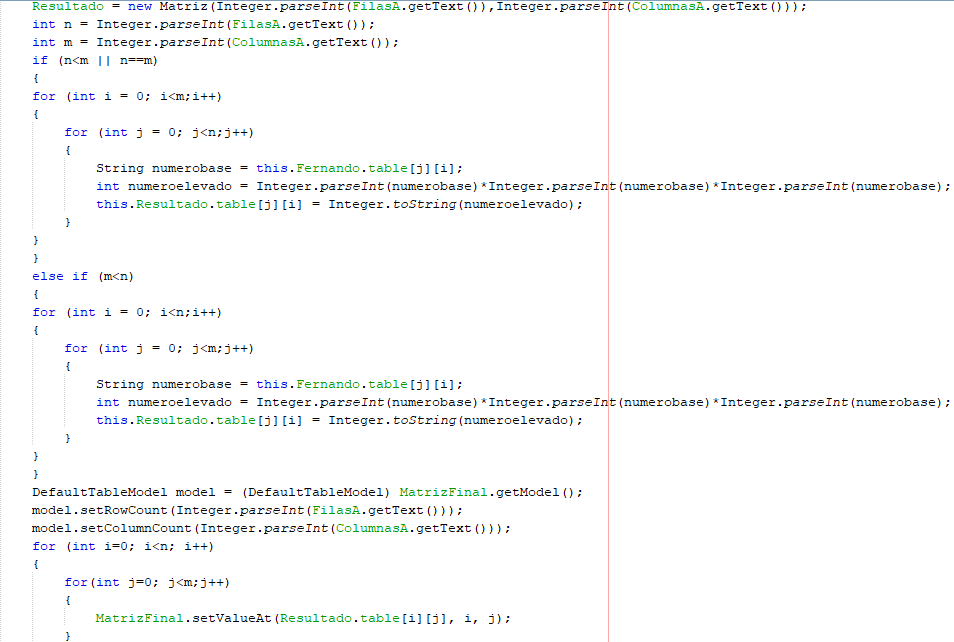 Resultado = new Matriz(Integer.parseInt(FilasA.getText()),Integer.parseInt(ColumnasA.getText()));
int n = Integer.parseInt(FilasA.getText());
int m = Integer.parseInt(ColumnasA.getText());
if (n<m || n==m)
{
for (int i = 0; i<m;i++)
{
for (int j = 0; j<n;j++)
{
String numerobase = this.Fernando.table[j][i];
int numeroelevado = Integer.parseInt(numerobase)*Integer.parseInt(numerobase)*Integer.parseInt(numerobase);
this.Resultado.table[j][i] = Integer.toString(numeroelevado);
}
}
}
else if (m<n)
{
for (int i = 0; i<n;i++)
{
for (int j = 0; j<m;j++)
{
String numerobase = this.Fernando.table[j][i];
int numeroelevado = Integer.parseInt(numerobase)*Integer.parseInt(numerobase)*Integer.parseInt(numerobase);
this.Resultado.table[j][i] = Integer.toString(numeroelevado);
}
}
}
DefaultTableModel model = (DefaultTableModel) MatrizFinal.getModel();
model.setRowCount(Integer.parseInt(FilasA.getText()));
model.setColumnCount(Integer.parseInt(ColumnasA.getText()));
for (int i=0; i<n; i++)
{
for(int j=0; j<m;j++)
{
MatrizFinal.setValueAt(Resultado.table[i][j], i, j);
}